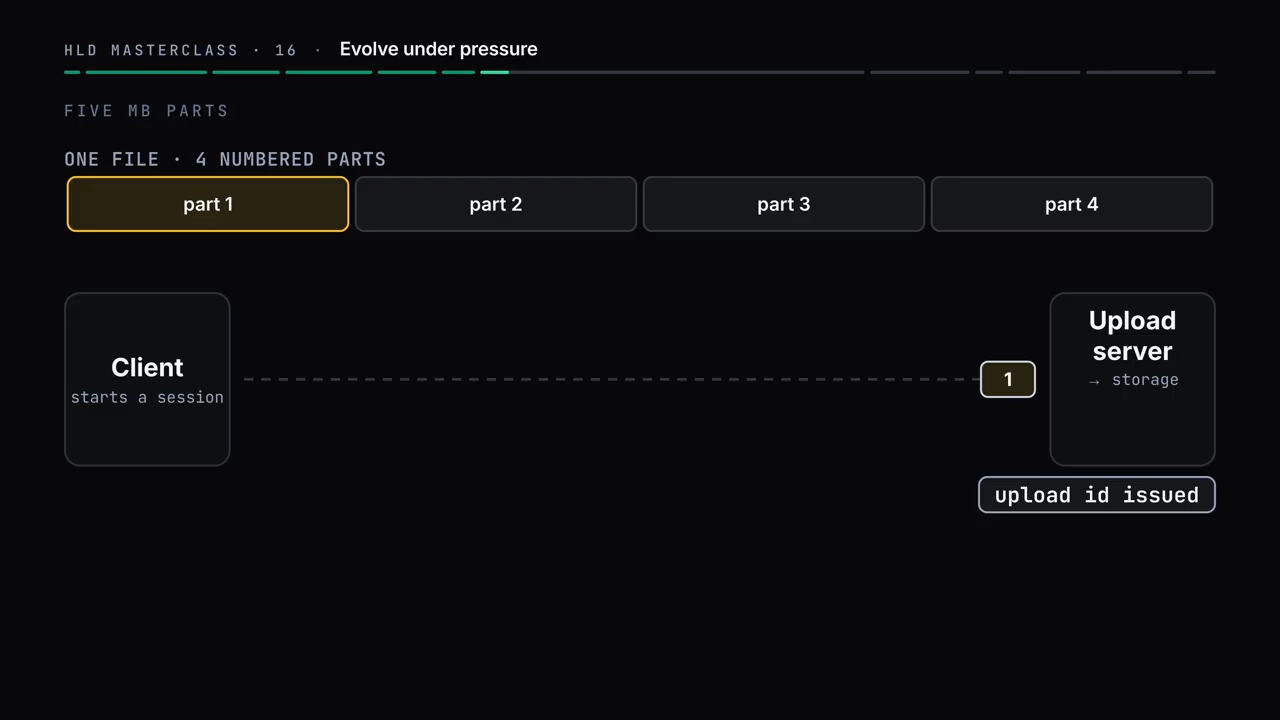 HLD MASTERCLASS · 16 · Evolve under pressure
FIVE MB PARTS
ONE FILE · 4 NUMBERED PARTS
part 1
part 2
part 3
part 4
Client
starts a session
1
Upload
server
→ storage
upload id issued